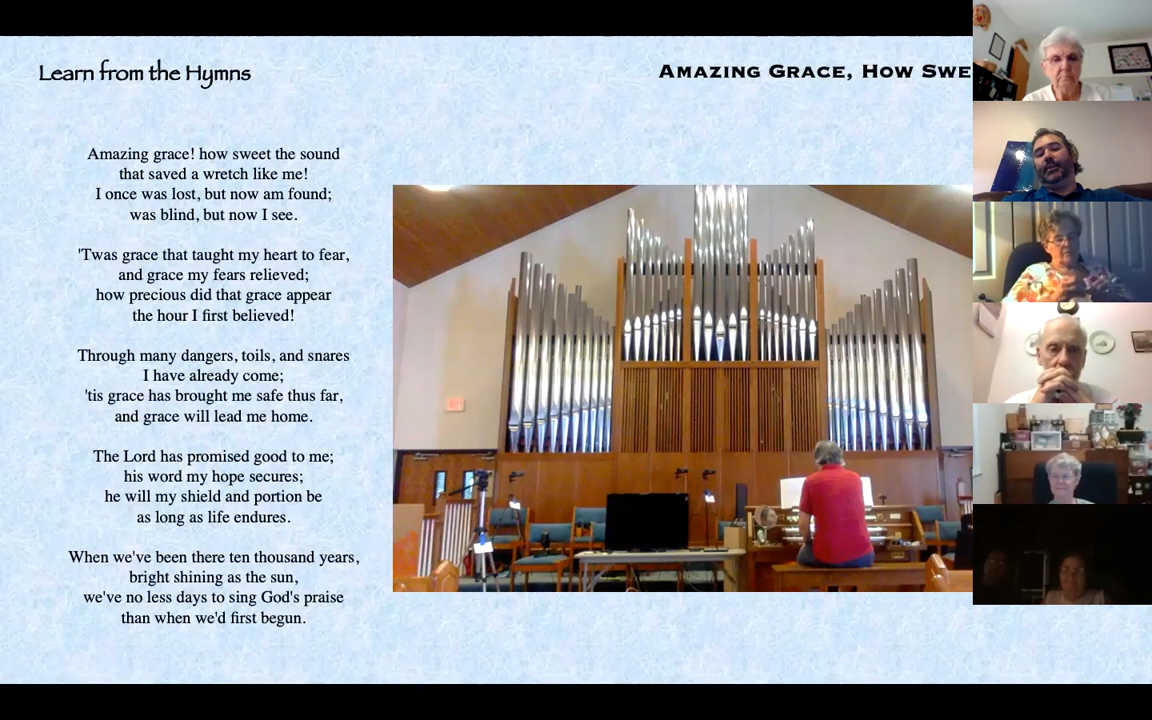 Learn from the Hymns
AMAZING GRACE, HOW SWE
Amazing grace! how sweet the sound
that saved a wretch like me!
I once was lost, but now am found;
was blind, but now I see.
'Twas grace that taught my heart to fear,
and grace my fears relieved;
how precious did that grace appear
the hour I first believed!
Through many dangers, toils, and snares
I have already come;
'tis grace has brought me safe thus far,
and grace will lead me home.
The Lord has promised good to me;
his word my hope secures;
he will my shield and portion be
as long as life endures.
When we've been there ten thousand years,
bright shining as the sun,
we've no less days to sing God's praise
than when we'd first begun.